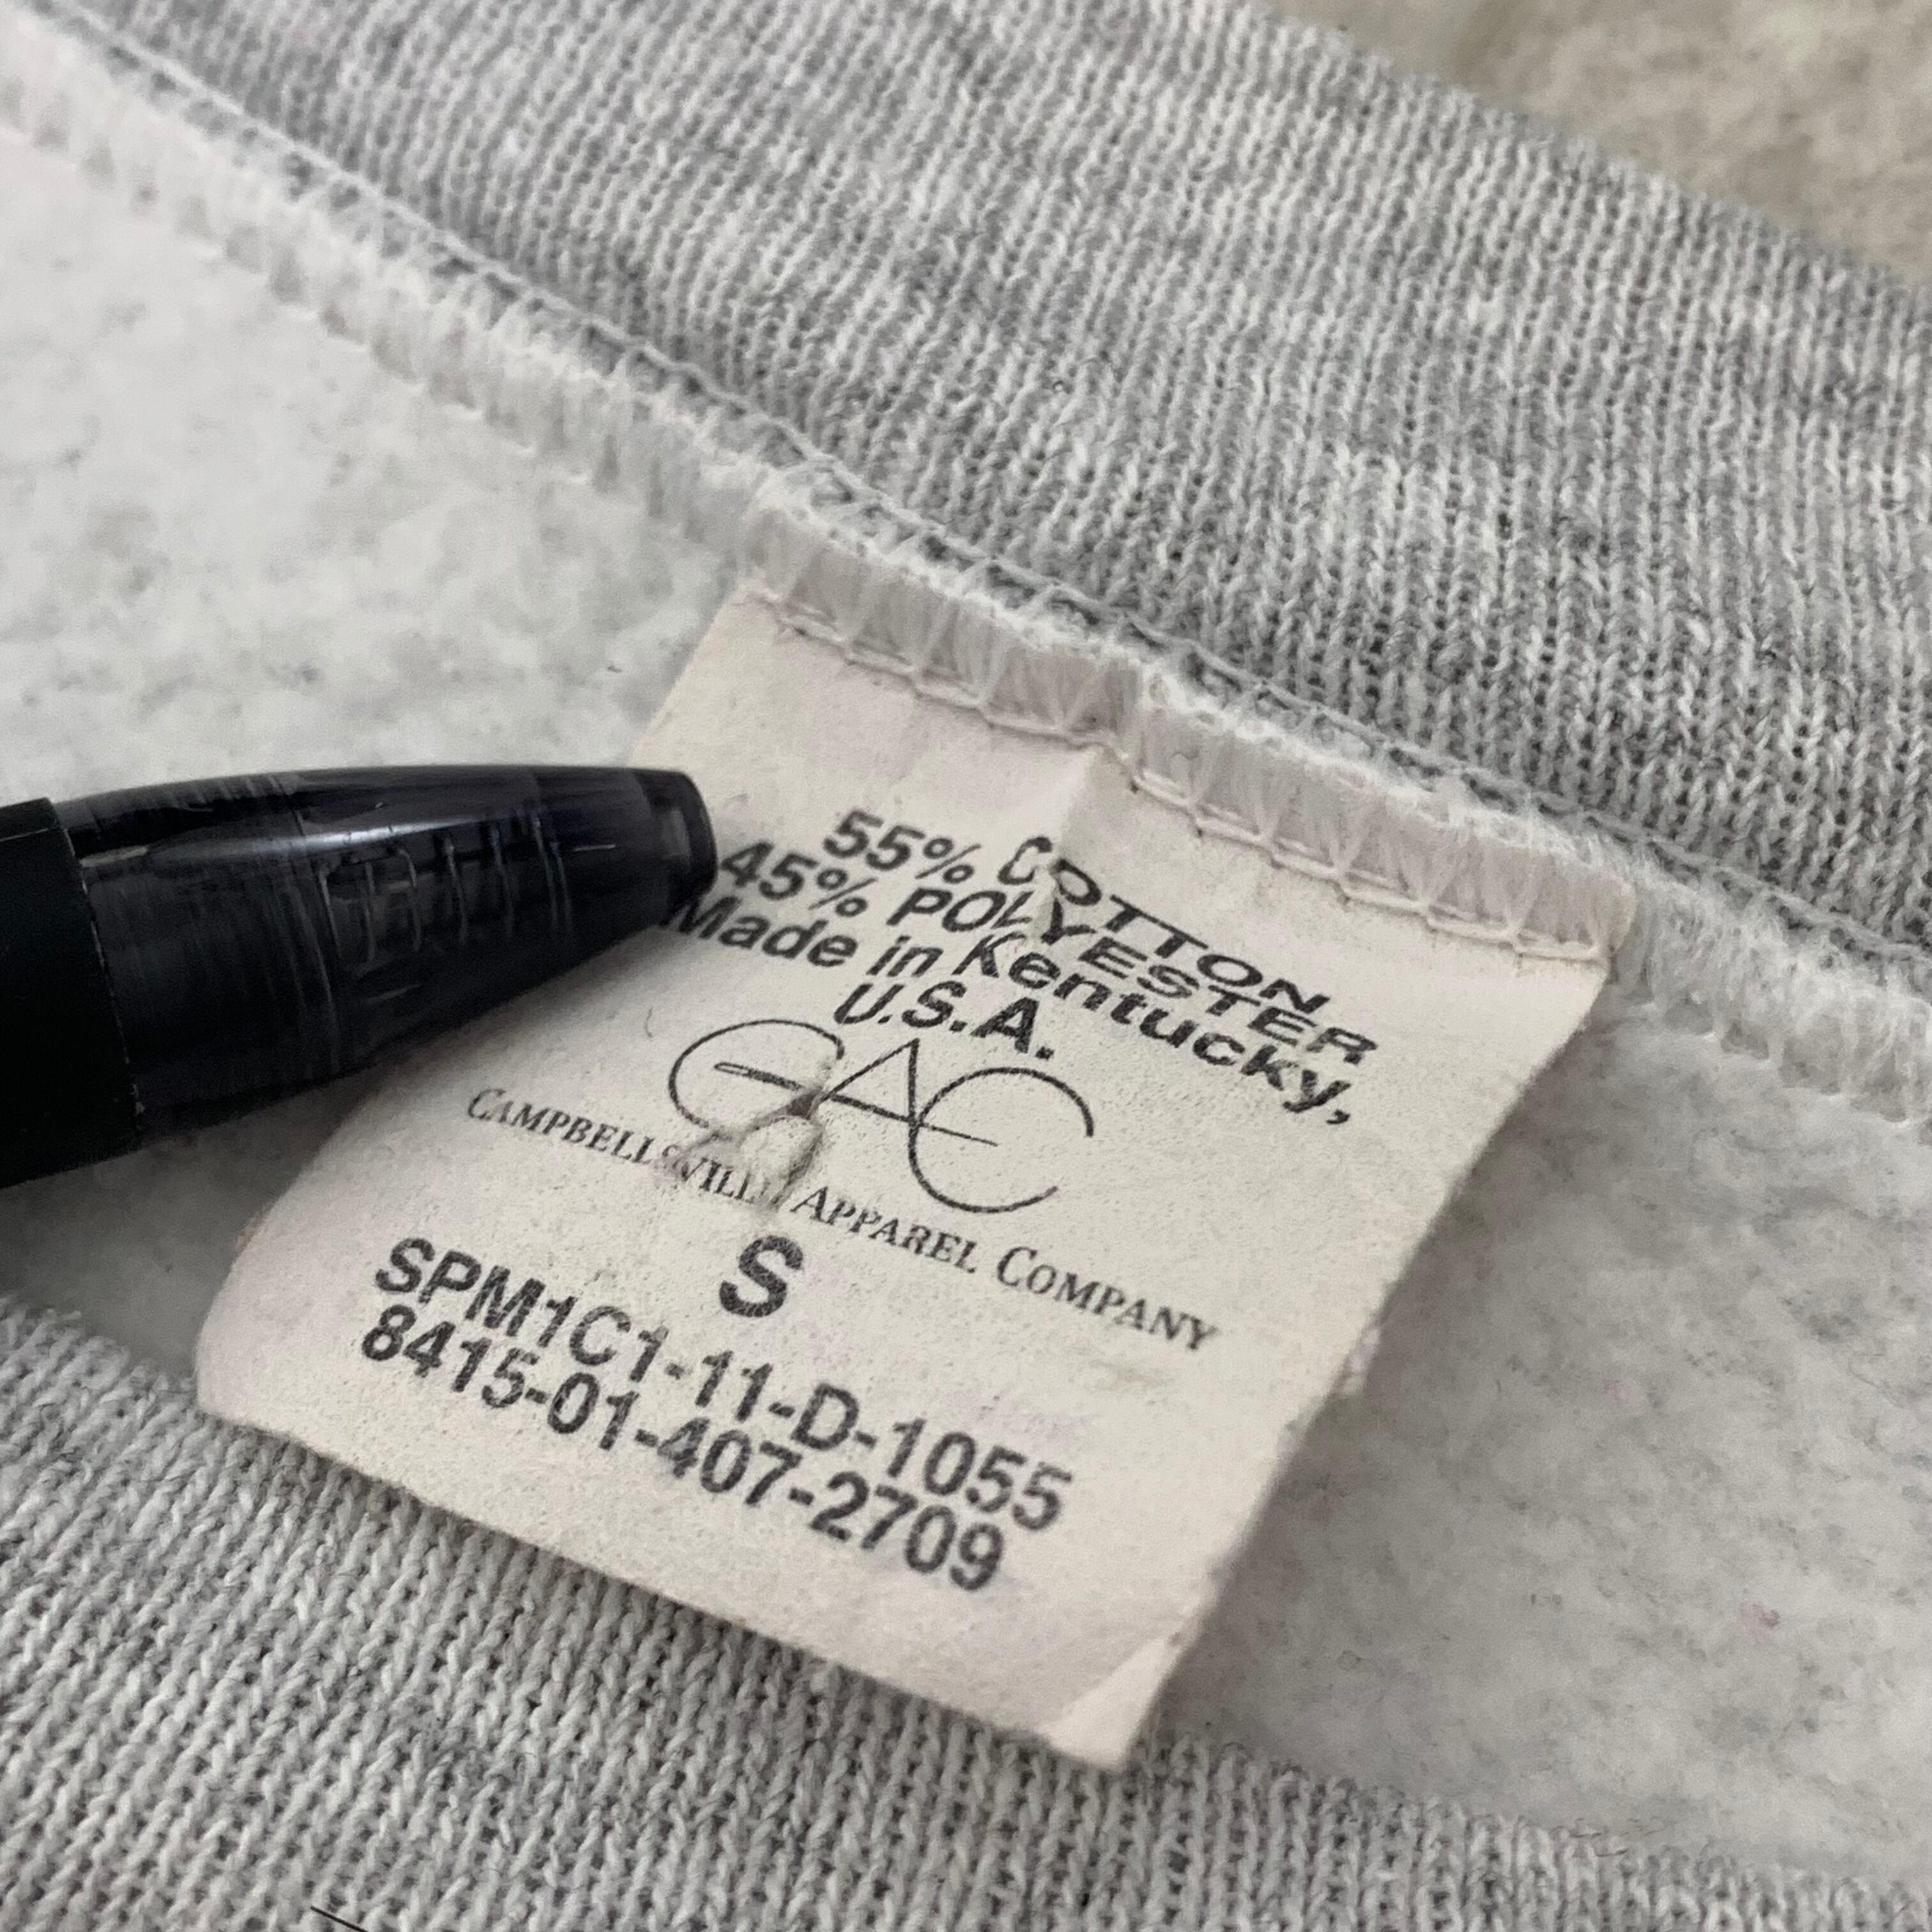 55% COTTON
45% POLYESTER
Made in Kentucky,
U.S.A.
CAC
CAMPBELLSVILLE APPAREL COMPANY
S
SPM1C1-11-D-1055
8415-01-407-2709